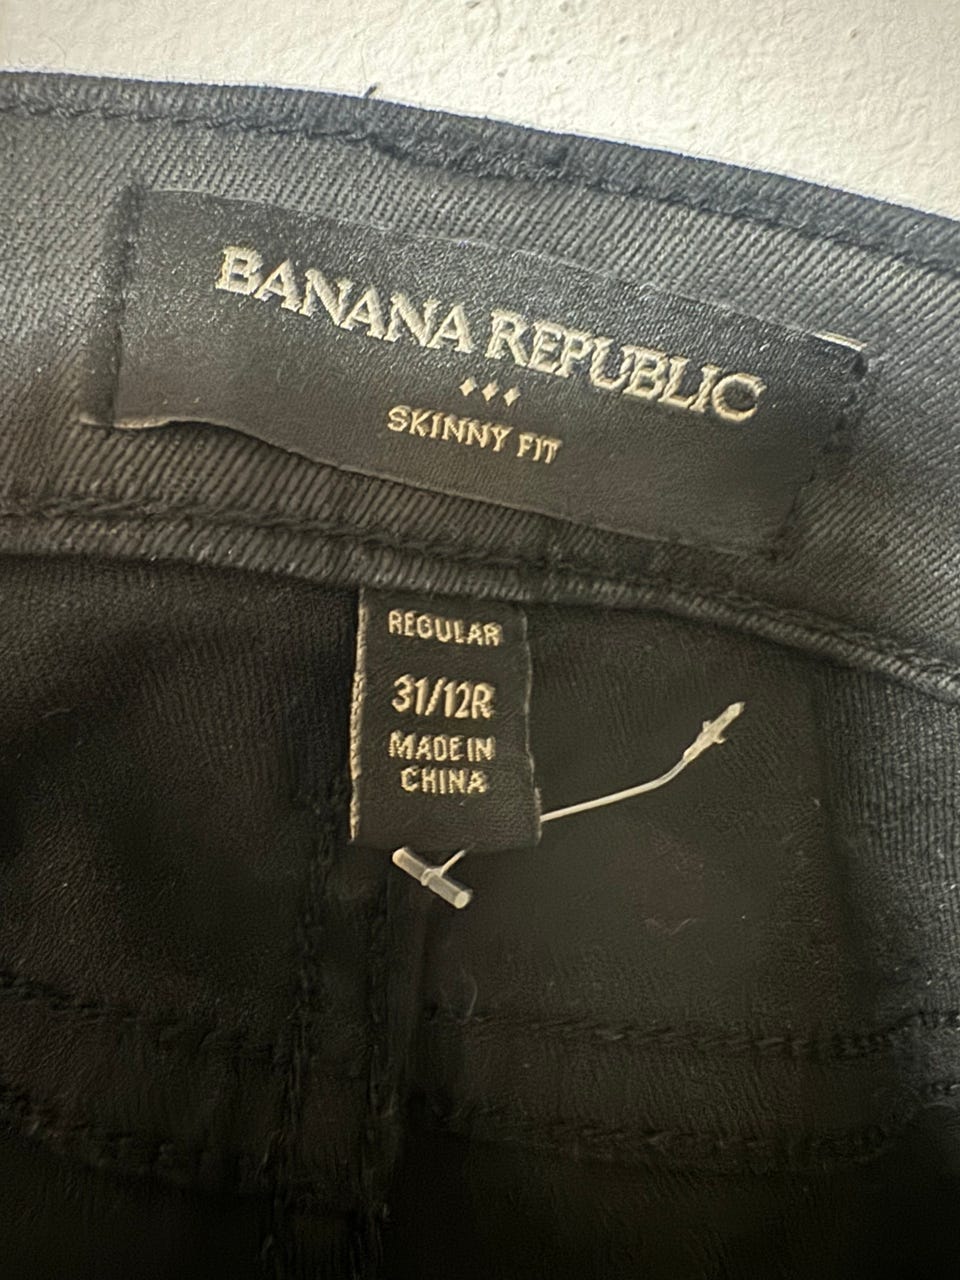 BANANA REPUBLIC
SKINNY FIT
REGULAR
31/12R
MADE IN
CHINA